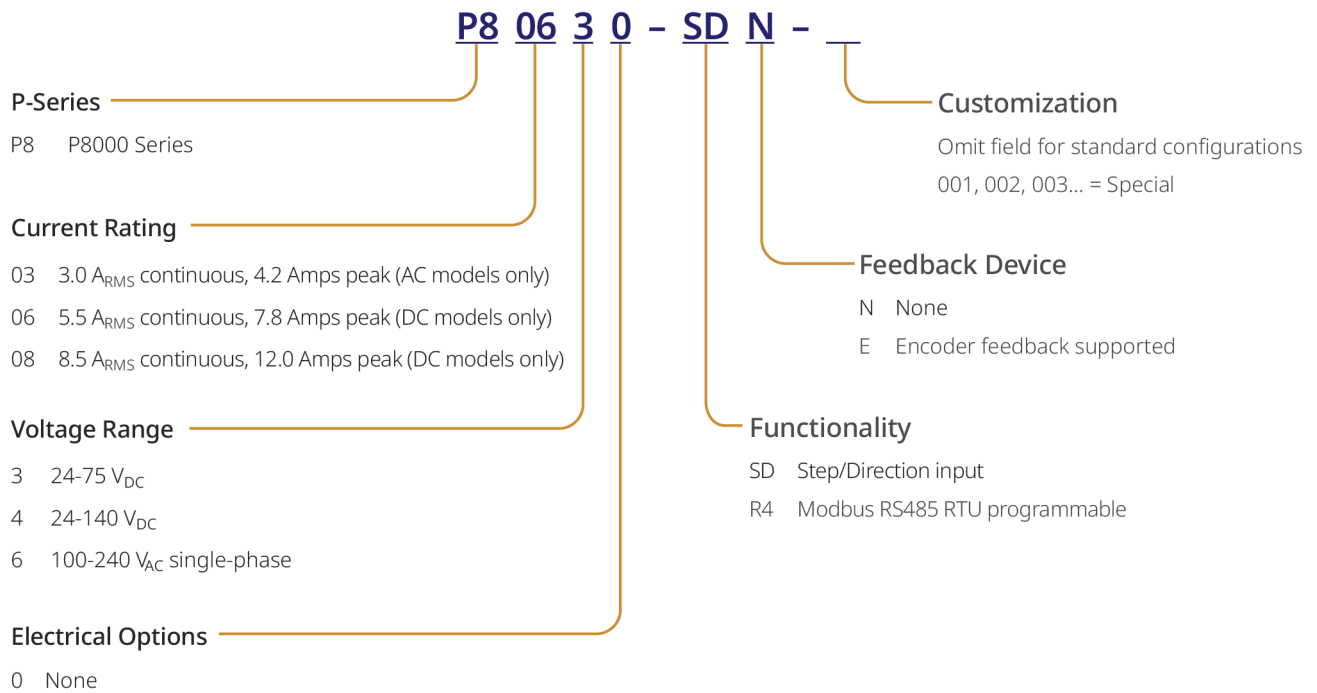 P8 06 3 0 – SD N – __
P-Series
P8 P8000 Series
Current Rating
03 3.0 ARMS continuous, 4.2 Amps peak (AC models only)
06 5.5 ARMS continuous, 7.8 Amps peak (DC models only)
08 8.5 ARMS continuous, 12.0 Amps peak (DC models only)
Voltage Range
3 24-75 VDC
4 24-140 VDC
6 100-240 VAC single-phase
Electrical Options
0 None
Customization
Omit field for standard configurations
001, 002, 003... = Special
Feedback Device
N None
E Encoder feedback supported
Functionality
SD Step/Direction input
R4 Modbus RS485 RTU programmable